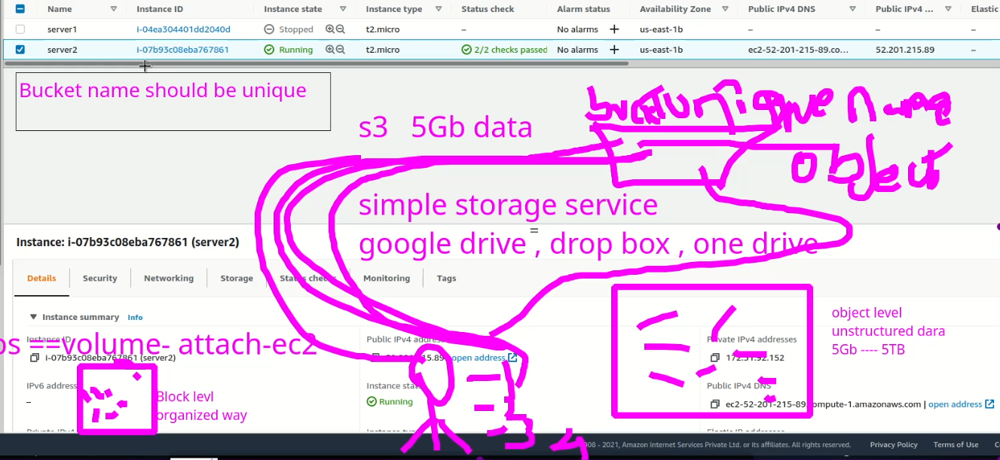 Name Instance ID Instance state Instance type Status check Alarm status Availability Zone Public IPv4 DNS Public IPv4 ... Elastic
server1 i-04ea304401dd2040d Stopped t2.micro – No alarms + us-east-1b – – –
server2 i-07b93c08eba767861 Running t2.micro 2/2 checks passed No alarms + us-east-1b ec2-52-201-215-89.co... 52.201.215.89 –
Bucket name should be unique
unique name
s3 5Gb data
object
simple storage service
google drive , drop box , one drive
Instance: i-07b93c08eba767861 (server2)
Details Security Networking Storage Status checks Monitoring Tags
Instance summary Info
object level
unstructured dara
5Gb ---- 5TB
Instance ID Public IPv4 address Private IPv4 addresses
==volume- attach-ec2
i-07b93c08eba767861 (server2) open address 172.31.92.152
IPv6 address Instance state Public IPv4 DNS
Block levl
organized way
– Running ec2-52-201-215-89.compute-1.amazonaws.com | open address
Instance type Elastic IP addresses
2008 - 2021, Amazon Internet Services Private Ltd. or its affiliates. All rights reserved. Privacy Policy Terms of Use